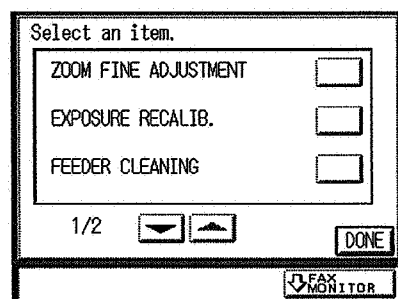 Select an item.
ZOOM FINE ADJUSTMENT
EXPOSURE RECALIB.
FEEDER CLEANING
1/2
DONE
FAX
MONITOR